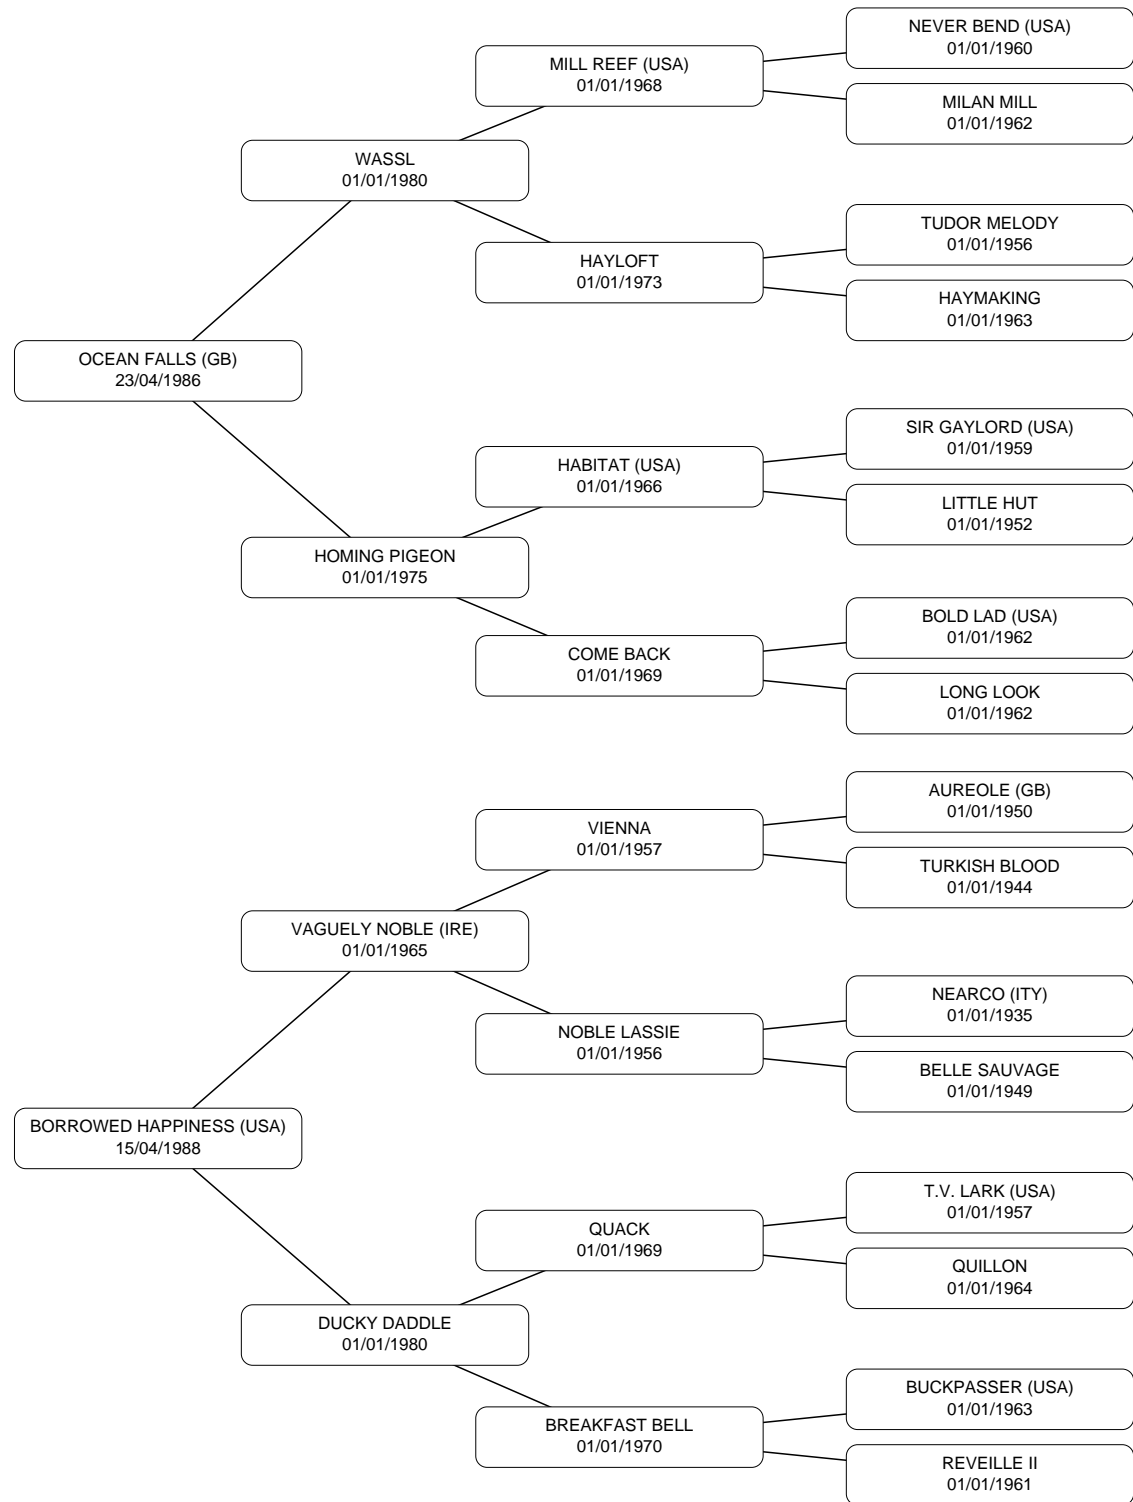 NEVER BEND (USA)
01/01/1960
MILL REEF (USA)
01/01/1968
MILAN MILL
01/01/1962
WASSL
01/01/1980
TUDOR MELODY
01/01/1956
HAYLOFT
01/01/1973
HAYMAKING
01/01/1963
OCEAN FALLS (GB)
23/04/1986
SIR GAYLORD (USA)
01/01/1959
HABITAT (USA)
01/01/1966
LITTLE HUT
01/01/1952
HOMING PIGEON
01/01/1975
BOLD LAD (USA)
01/01/1962
COME BACK
01/01/1969
LONG LOOK
01/01/1962
AUREOLE (GB)
01/01/1950
VIENNA
01/01/1957
TURKISH BLOOD
01/01/1944
VAGUELY NOBLE (IRE)
01/01/1965
NEARCO (ITY)
01/01/1935
NOBLE LASSIE
01/01/1956
BELLE SAUVAGE
01/01/1949
BORROWED HAPPINESS (USA)
15/04/1988
T.V. LARK (USA)
01/01/1957
QUACK
01/01/1969
QUILLON
01/01/1964
DUCKY DADDLE
01/01/1980
BUCKPASSER (USA)
01/01/1963
BREAKFAST BELL
01/01/1970
REVEILLE II
01/01/1961